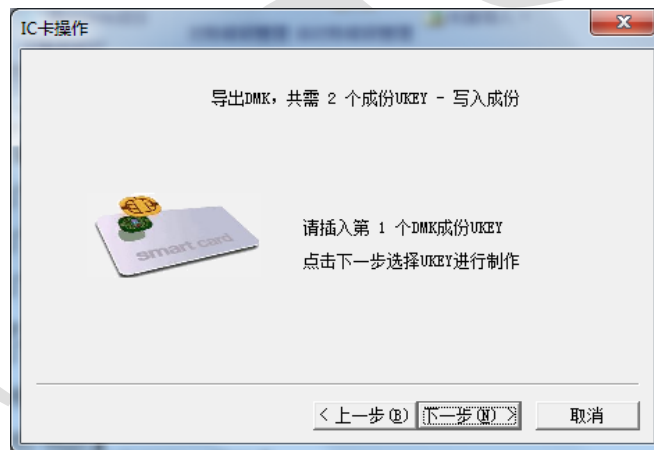 IC卡操作
导出DMK，共需 2 个成份UKEY - 写入成份
smart card
请插入第 1 个DMK成份UKEY
点击下一步选择UKEY进行制作
< 上一步(B) 下一步(N) > 取消